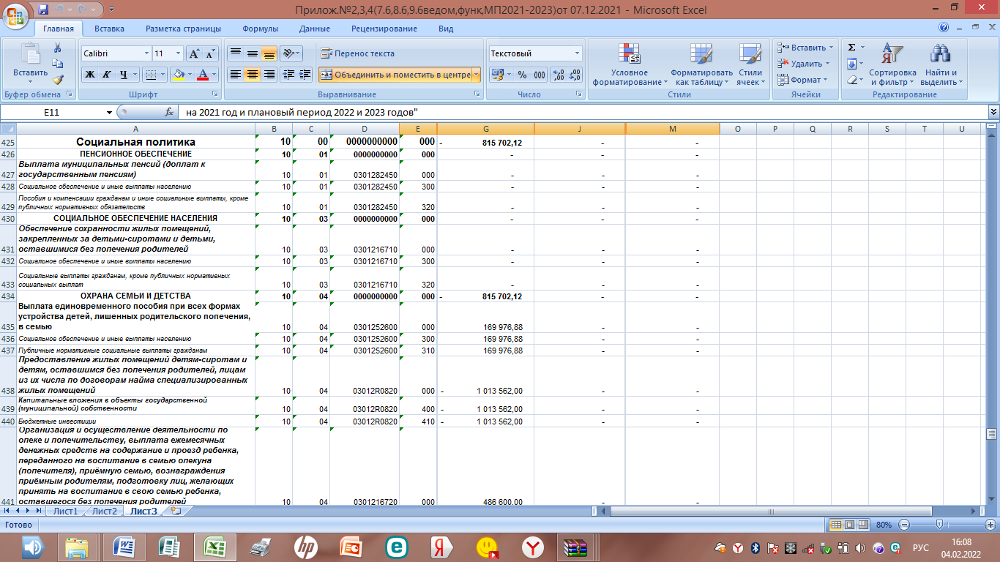 Прилож.№2,3,4(7.6,8.6,9.6ведом,функ,МП2021-2023)от 07.12.2021 - Microsoft Excel
Главная Вставка Разметка страницы Формулы Данные Рецензирование Вид
Calibri 11 Перенос текста Текстовый Вставить Σ
Вставить Условное форматирование Форматировать как таблицу Стили ячеек Удалить Сортировка и фильтр Найти и выделить
Ж К Ч Объединить и поместить в центре % 000 Формат
Буфер обмена Шрифт Выравнивание Число Стили Ячейки Редактирование
E11 fx на 2021 год и плановый период 2022 и 2023 годов"
A B C D E G J M O P Q R S T U
425 Социальная политика 10 00 0000000000 000 - 815 702,12 - -
426 ПЕНСИОННОЕ ОБЕСПЕЧЕНИЕ 10 01 0000000000 000 - - -
Выплата муниципальных пенсий (доплат к
427 государственным пенсиям) 10 01 0301282450 000 - - -
428 Социальное обеспечение и иные выплаты населению 10 01 0301282450 300 - - -
Пособия и компенсации гражданам и иные социальные выплаты, кроме
429 публичных нормативных обязательств 10 01 0301282450 320 - - -
430 СОЦИАЛЬНОЕ ОБЕСПЕЧЕНИЕ НАСЕЛЕНИЯ 10 03 0000000000 000 - - -
Обеспечение сохранности жилых помещений,
закрепленных за детьми-сиротами и детьми,
431 оставшимися без попечения родителей 10 03 0301216710 000 - - -
432 Социальное обеспечение и иные выплаты населению 10 03 0301216710 300 - - -
Социальные выплаты гражданам, кроме публичных нормативных
433 социальных выплат 10 03 0301216710 320 - - -
434 ОХРАНА СЕМЬИ И ДЕТСТВА 10 04 0000000000 000 - 815 702,12 - -
Выплата единовременного пособия при всех формах
устройства детей, лишенных родительского попечения,
435 в семью 10 04 0301252600 000 169 976,88 - -
436 Социальное обеспечение и иные выплаты населению 10 04 0301252600 300 169 976,88 - -
437 Публичные нормативные социальные выплаты гражданам 10 04 0301252600 310 169 976,88 - -
Предоставление жилых помещений детям-сиротам и
детям, оставшимся без попечения родителей, лицам
из их числа по договорам найма специализированных
438 жилых помещений 10 04 03012R0820 000 - 1 013 562,00 - -
Капитальные вложения в объекты государственной
439 (муниципальной) собственности 10 04 03012R0820 400 - 1 013 562,00 - -
440 Бюджетные инвестиции 10 04 03012R0820 410 - 1 013 562,00 - -
Организация и осуществление деятельности по
опеке и попечительству, выплата ежемесячных
денежных средств на содержание и проезд ребенка,
переданного на воспитание в семью опекуна
(попечителя), приёмную семью, вознаграждения
приёмным родителям, подготовку лиц, желающих
принять на воспитание в свою семью ребенка,
441 оставшегося без попечения родителей 10 04 0301216720 000 486 600,00 - -
Лист1 Лист2 Лист3
Готово 80%
РУС 16:08
04.02.2022